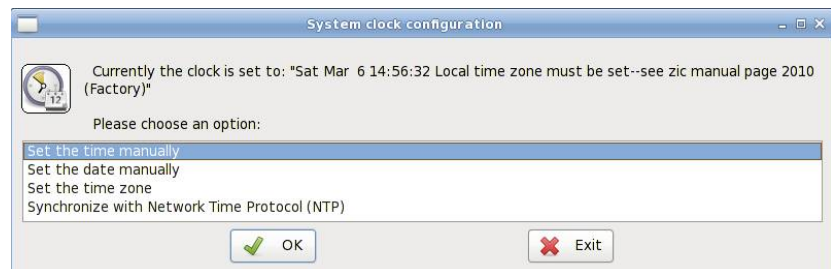 System clock configuration
Currently the clock is set to: "Sat Mar 6 14:56:32 Local time zone must be set--see zic manual page 2010
(Factory)"
Please choose an option:
Set the time manually
Set the date manually
Set the time zone
Synchronize with Network Time Protocol (NTP)
OK Exit
12